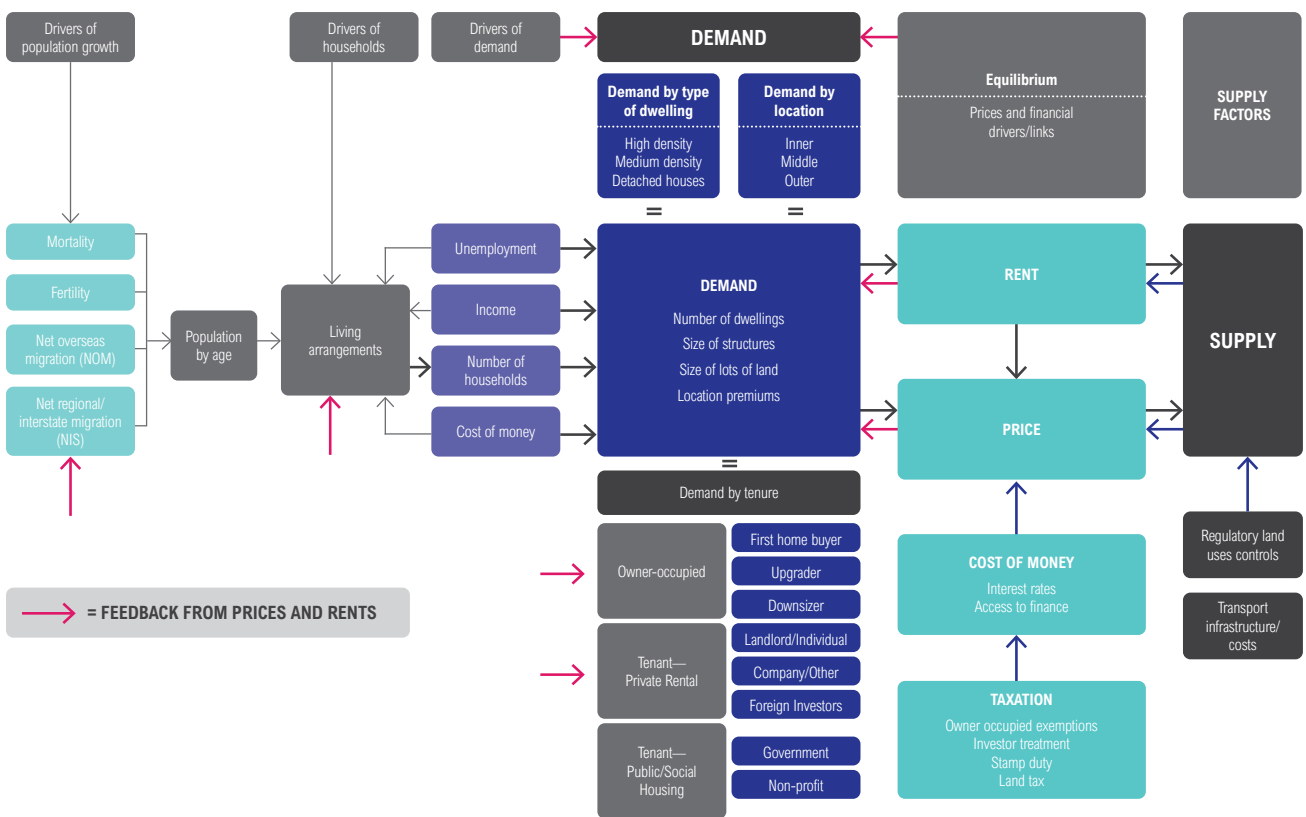 Drivers of
population growth
Drivers of
households
Drivers of
demand
DEMAND
Equilibrium
Prices and financial
drivers/links
SUPPLY
FACTORS
Demand by type
of dwelling
High density
Medium density
Detached houses
Demand by
location
Inner
Middle
Outer
=
=
Mortality
Fertility
Net overseas
migration (NOM)
Net regional/
interstate migration
(NIS)
Population
by age
Living
arrangements
Unemployment
Income
Number of
households
Cost of money
DEMAND
Number of dwellings
Size of structures
Size of lots of land
Location premiums
RENT
PRICE
SUPPLY
=
Demand by tenure
Owner-occupied
First home buyer
Upgrader
Downsizer
Tenant—
Private Rental
Landlord/Individual
Company/Other
Foreign Investors
Tenant—
Public/Social
Housing
Government
Non-profit
COST OF MONEY
Interest rates
Access to finance
TAXATION
Owner occupied exemptions
Investor treatment
Stamp duty
Land tax
Regulatory land
uses controls
Transport
infrastructure/
costs
= FEEDBACK FROM PRICES AND RENTS